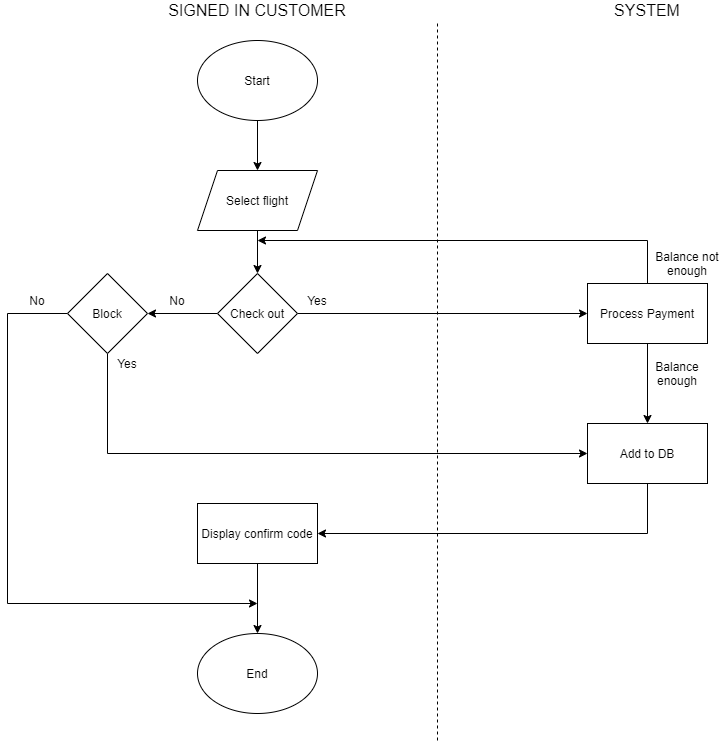 SIGNED IN CUSTOMER
SYSTEM
Start
Select flight
Balance not
enough
No
Block
No
Check out
Yes
Process Payment
Yes
Balance
enough
Add to DB
Display confirm code
End